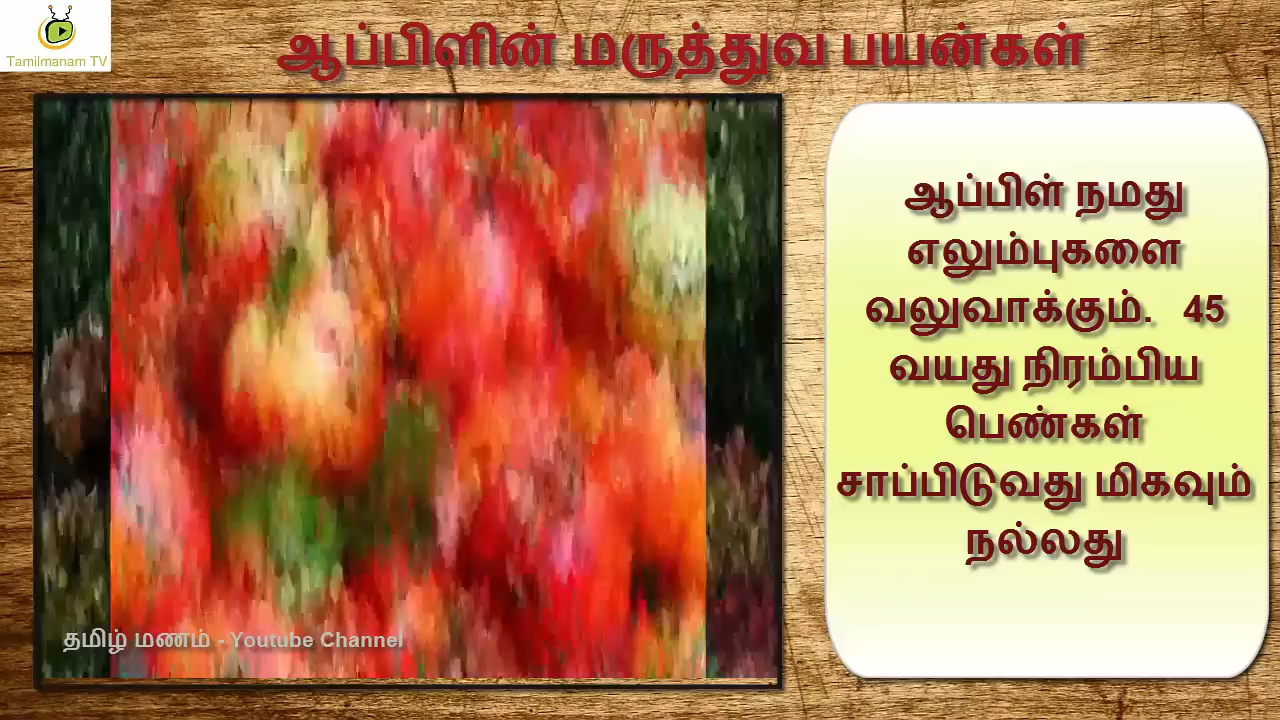 Tamilmanam TV
ஆப்பிளின் மருத்துவ பயன்கள்
ஆப்பிள் நமது
எலும்புகளை
வலுவாக்கும்.   45
வயது நிரம்பிய
பெண்கள்
சாப்பிடுவது மிகவும்
நல்லது
தமிழ் மணம் - Youtube Channel